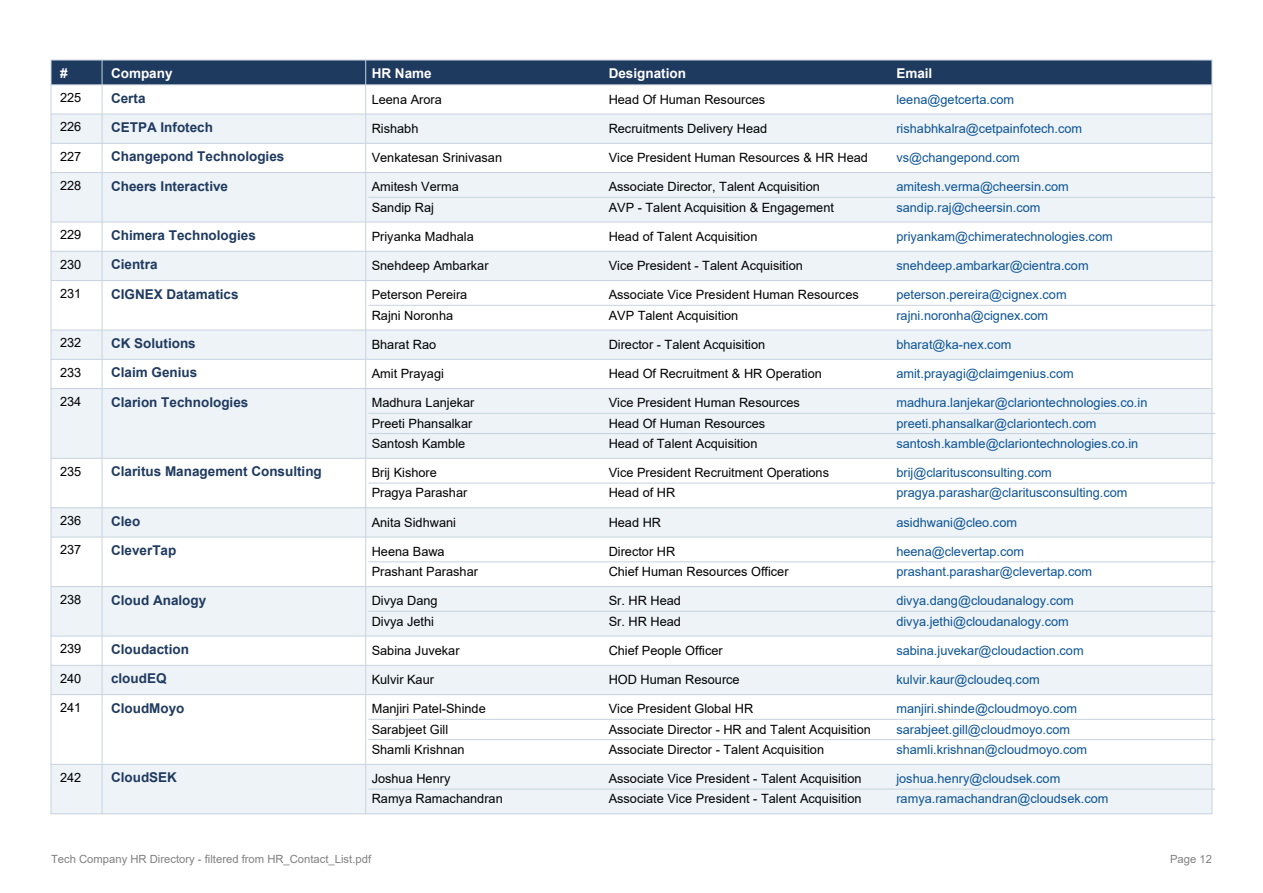 # Company HR Name Designation Email
225 Certa Leena Arora Head Of Human Resources leena@getcerta.com
226 CETPA Infotech Rishabh Recruitments Delivery Head rishabhkalra@cetpainfotech.com
227 Changepond Technologies Venkatesan Srinivasan Vice President Human Resources & HR Head vs@changepond.com
228 Cheers Interactive Amitesh Verma Associate Director, Talent Acquisition amitesh.verma@cheersin.com
Sandip Raj AVP - Talent Acquisition & Engagement sandip.raj@cheersin.com
229 Chimera Technologies Priyanka Madhala Head of Talent Acquisition priyankam@chimeratechnologies.com
230 Cientra Snehdeep Ambarkar Vice President - Talent Acquisition snehdeep.ambarkar@cientra.com
231 CIGNEX Datamatics Peterson Pereira Associate Vice President Human Resources peterson.pereira@cignex.com
Rajni Noronha AVP Talent Acquisition rajni.noronha@cignex.com
232 CK Solutions Bharat Rao Director - Talent Acquisition bharat@ka-nex.com
233 Claim Genius Amit Prayagi Head Of Recruitment & HR Operation amit.prayagi@claimgenius.com
234 Clarion Technologies Madhura Lanjekar Vice President Human Resources madhura.lanjekar@clariontechnologies.co.in
Preeti Phansalkar Head Of Human Resources preeti.phansalkar@clariontech.com
Santosh Kamble Head of Talent Acquisition santosh.kamble@clariontechnologies.co.in
235 Claritus Management Consulting Brij Kishore Vice President Recruitment Operations brij@claritusconsulting.com
Pragya Parashar Head of HR pragya.parashar@claritusconsulting.com
236 Cleo Anita Sidhwani Head HR asidhwani@cleo.com
237 CleverTap Heena Bawa Director HR heena@clevertap.com
Prashant Parashar Chief Human Resources Officer prashant.parashar@clevertap.com
238 Cloud Analogy Divya Dang Sr. HR Head divya.dang@cloudanalogy.com
Divya Jethi Sr. HR Head divya.jethi@cloudanalogy.com
239 Cloudaction Sabina Juvekar Chief People Officer sabina.juvekar@cloudaction.com
240 cloudEQ Kulvir Kaur HOD Human Resource kulvir.kaur@cloudeq.com
241 CloudMoyo Manjiri Patel-Shinde Vice President Global HR manjiri.shinde@cloudmoyo.com
Sarabjeet Gill Associate Director - HR and Talent Acquisition sarabjeet.gill@cloudmoyo.com
Shamli Krishnan Associate Director - Talent Acquisition shamli.krishnan@cloudmoyo.com
242 CloudSEK Joshua Henry Associate Vice President - Talent Acquisition joshua.henry@cloudsek.com
Ramya Ramachandran Associate Vice President - Talent Acquisition ramya.ramachandran@cloudsek.com
Tech Company HR Directory - filtered from HR_Contact_List.pdf Page 12